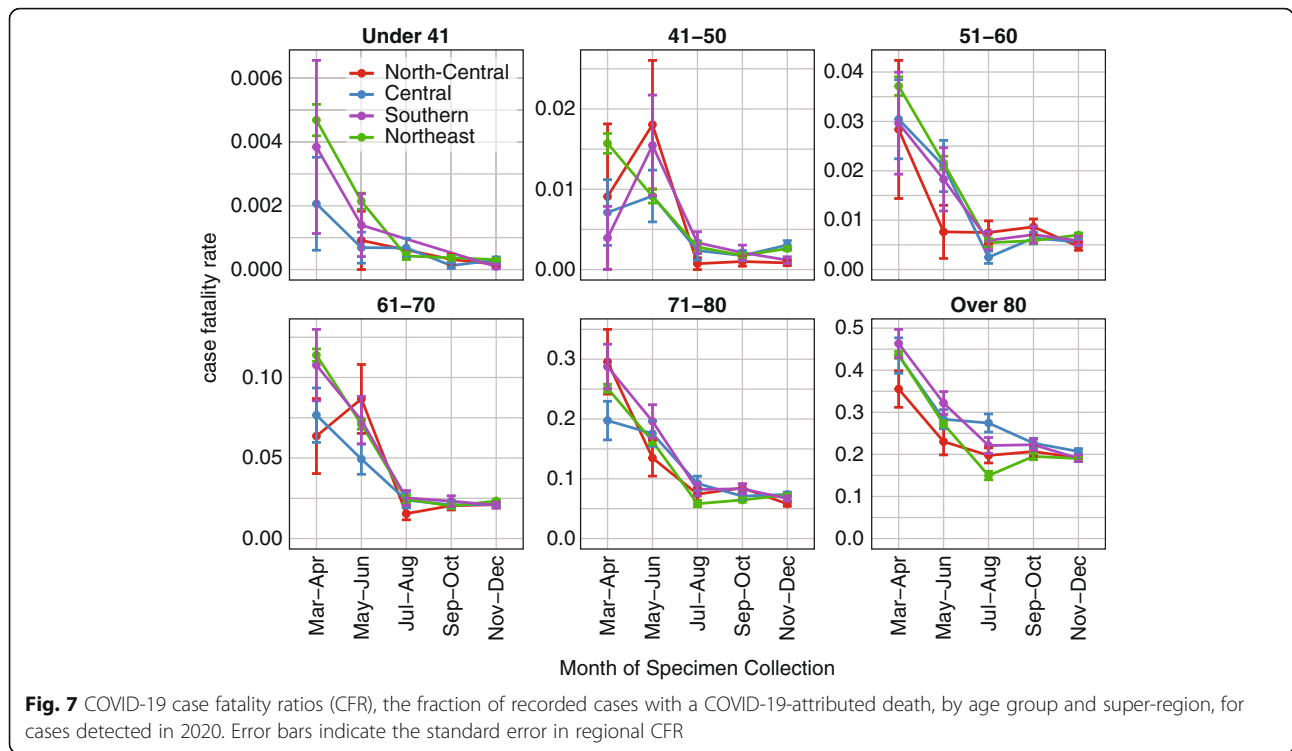 Under 41
41–50
51–60
North-Central
Central
Southern
Northeast
0.006
0.004
0.002
0.000
0.02
0.01
0.00
0.04
0.03
0.02
0.01
0.00
case fatality rate
61–70
71–80
Over 80
0.10
0.05
0.00
0.3
0.2
0.1
0.0
0.5
0.4
0.3
0.2
0.1
0.0
Mar–Apr
May–Jun
Jul–Aug
Sep–Oct
Nov–Dec
Mar–Apr
May–Jun
Jul–Aug
Sep–Oct
Nov–Dec
Mar–Apr
May–Jun
Jul–Aug
Sep–Oct
Nov–Dec
Month of Specimen Collection
Fig. 7 COVID-19 case fatality ratios (CFR), the fraction of recorded cases with a COVID-19-attributed death, by age group and super-region, for
cases detected in 2020. Error bars indicate the standard error in regional CFR